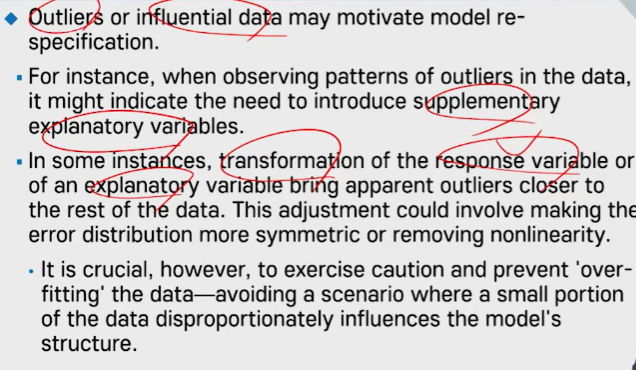 Outliers or influential data may motivate model re-
specification.
For instance, when observing patterns of outliers in the data,
it might indicate the need to introduce supplementary
explanatory variables.
In some instances, transformation of the response variable or
of an explanatory variable bring apparent outliers closer to
the rest of the data. This adjustment could involve making the
error distribution more symmetric or removing nonlinearity.
It is crucial, however, to exercise caution and prevent 'over-
fitting' the data—avoiding a scenario where a small portion
of the data disproportionately influences the model's
structure.